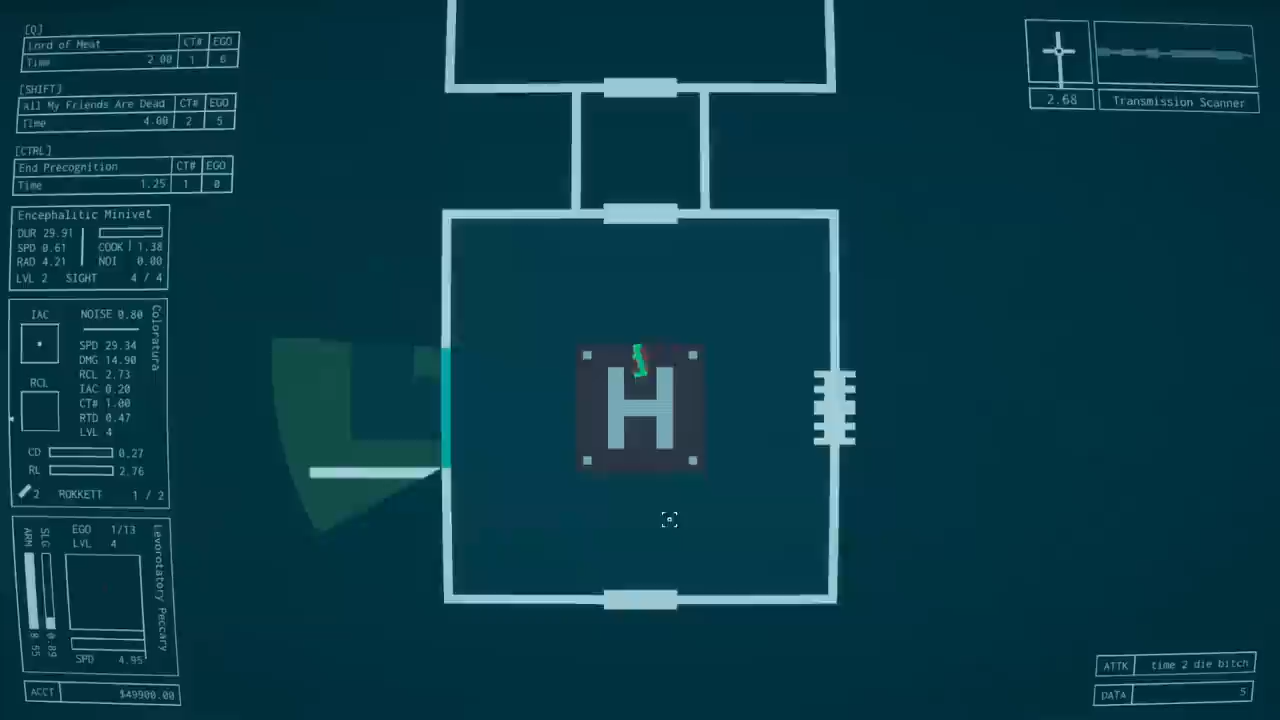 [Q]
Lord of Meat CT# EGO
Time 2.00 1 6
[SHIFT]
All My Friends Are Dead CT# EGO
Time 4.00 2 5
[CTRL]
End Precognition CT# EGO
Time 1.25 1 0
Encephalitic Minivet
DUR 29.91
SPD 0.61 COOK 1.38
RAD 4.21 NOI 0.00
LVL 2 SIGHT 4 / 4
IAC NOISE 0.80
Coloratura
SPD 29.34
DMG 14.90
RCL RCL 2.73
IAC 0.20
CT# 1.00
RTD 0.47
LVL 4
CD 0.27
RL 2.76
2 ROKKETT 1 / 2
ARM SLG EGO 1/13
LVL 4
Levorotatory Peccary
8.55 0.89
SPD 4.95
ACCT $49900.00
H
2.68 Transmission Scanner
ATTK time 2 die bitch
DATA 5